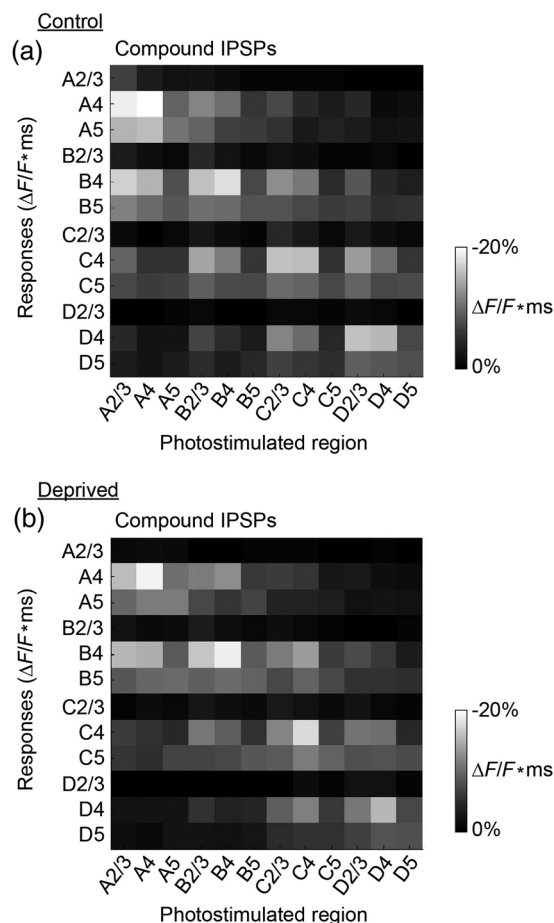 Control
(a)
Compound IPSPs
Responses (ΔF/F*ms)
A2/3
A4
A5
B2/3
B4
B5
C2/3
C4
C5
D2/3
D4
D5
A2/3 A4 A5 B2/3 B4 B5 C2/3 C4 C5 D2/3 D4 D5
Photostimulated region
-20%
ΔF/F*ms
0%
Deprived
(b)
Compound IPSPs
Responses (ΔF/F*ms)
A2/3
A4
A5
B2/3
B4
B5
C2/3
C4
C5
D2/3
D4
D5
A2/3 A4 A5 B2/3 B4 B5 C2/3 C4 C5 D2/3 D4 D5
Photostimulated region
-20%
ΔF/F*ms
0%